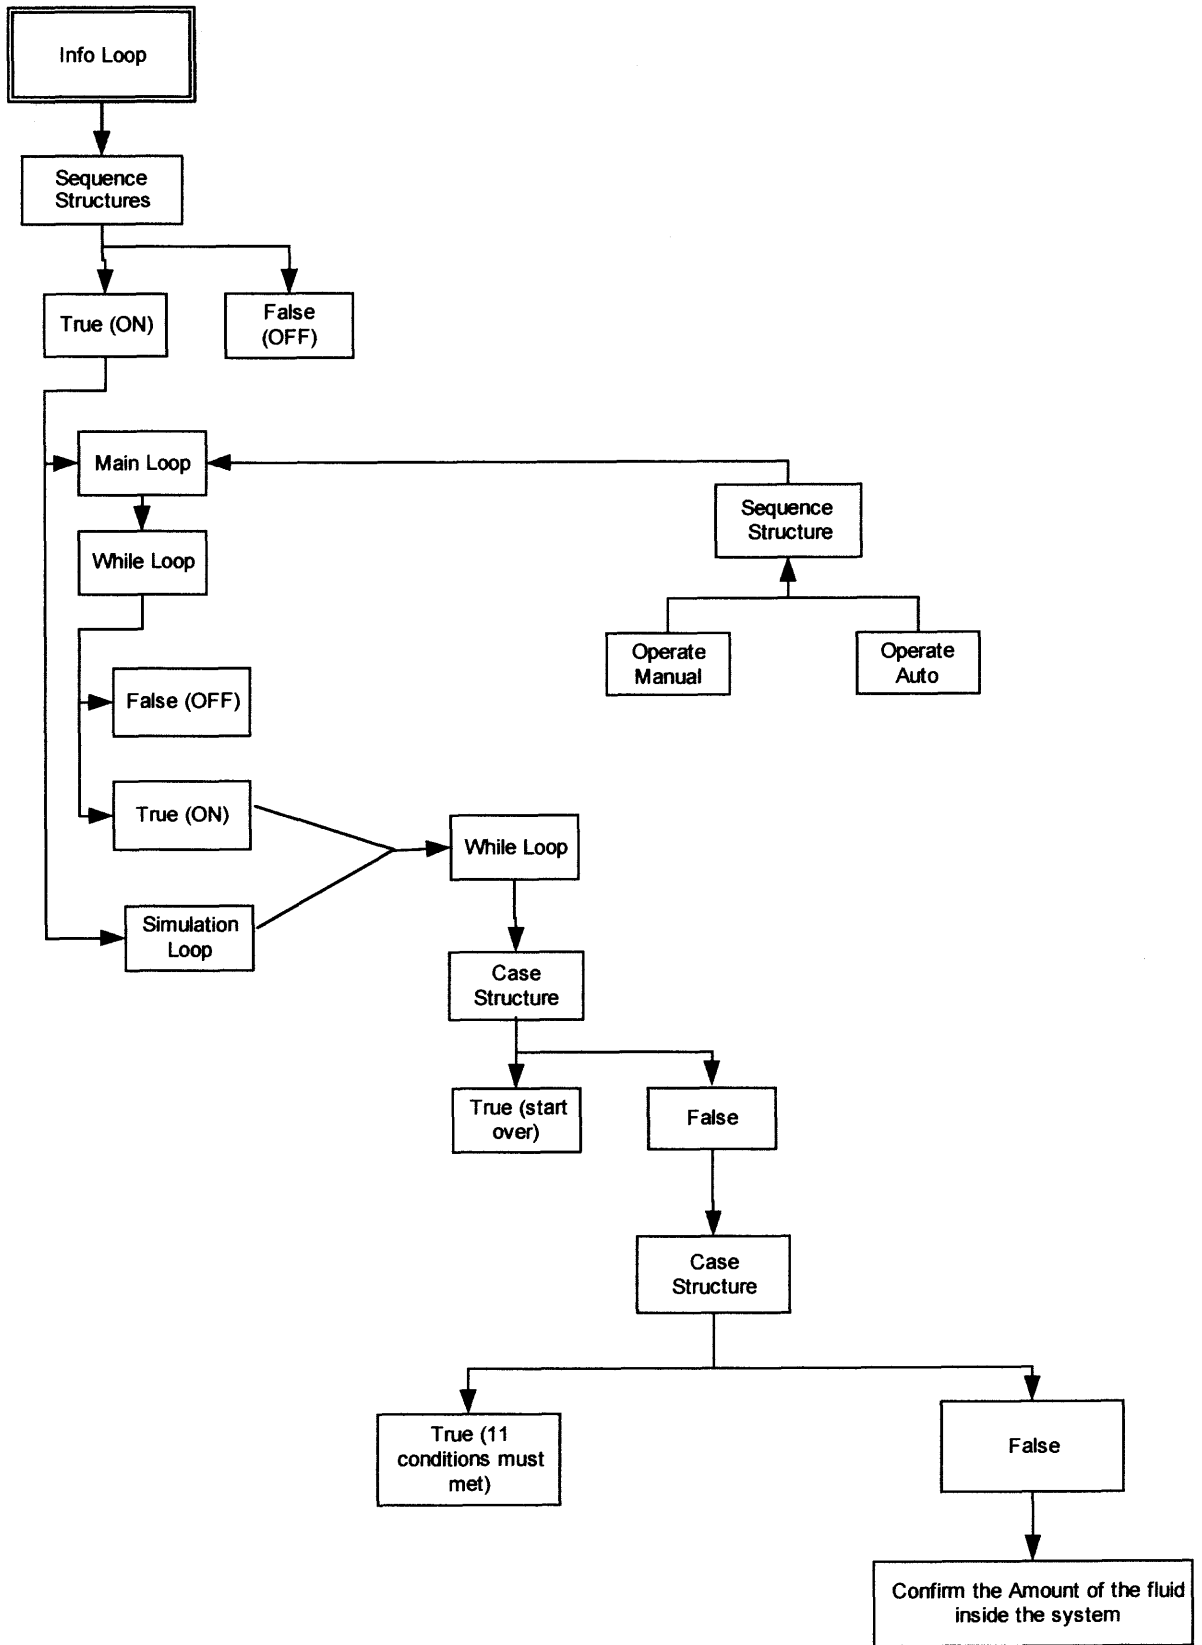 Info Loop
Sequence
Structures
True (ON)
False
(OFF)
Main Loop
While Loop
Sequence
Structure
Operate
Manual
Operate
Auto
False (OFF)
True (ON)
While Loop
Simulation
Loop
Case
Structure
True (start
over)
False
Case
Structure
True (11
conditions must
met)
False
Confirm the Amount of the fluid
inside the system